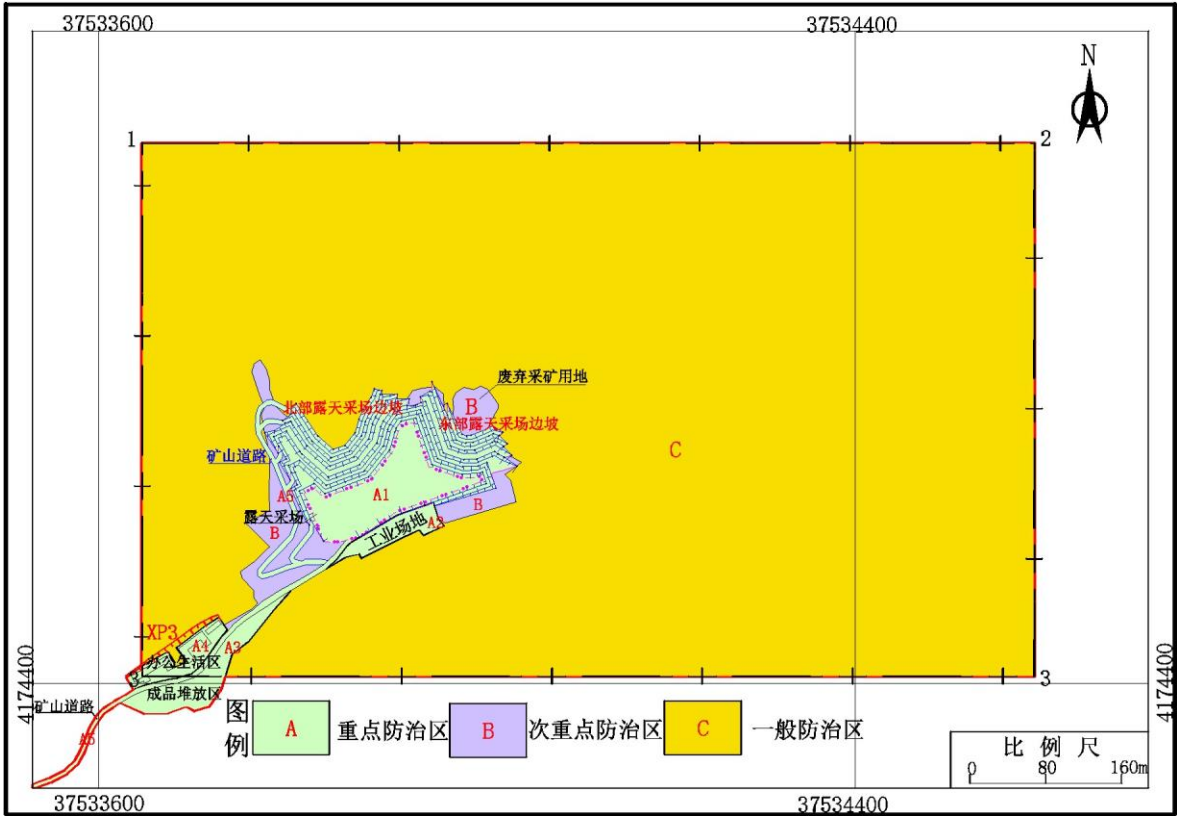 37533600
37534400
N
1
2
废弃采矿用地
B
北部露天采场边坡
东部露天采场边坡
C
矿山道路
A5
A1
B
露天采场
A2
B
工业场地
XP3
A4
A3
办公生活区
3
4174400
成品堆放区
4174400
矿山道路
A5
图例
A
重点防治区
B
次重点防治区
C
一般防治区
比例尺
0
80
160m
37533600
37534400